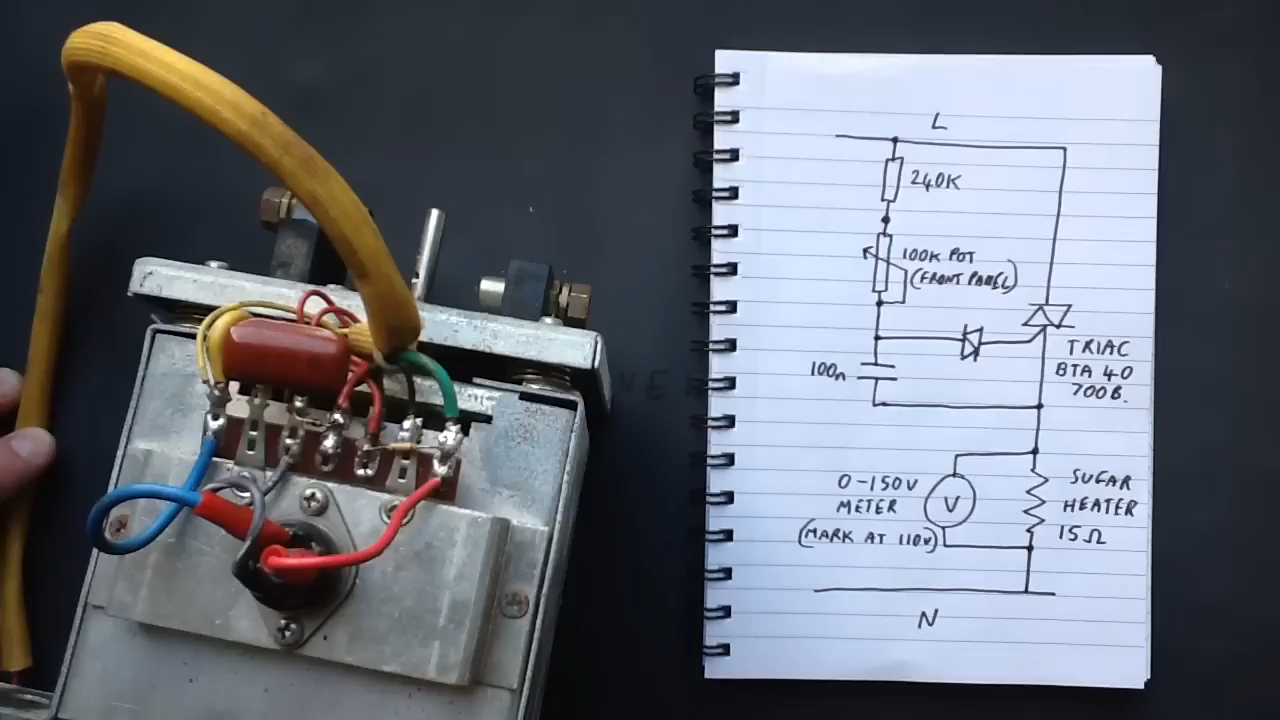 L
240K
100K POT
(FRONT PANEL)
100n
TRIAC
BTA 40
700B.
0-150V
METER
(MARK AT 110V)
V
SUGAR
HEATER
15Ω
N